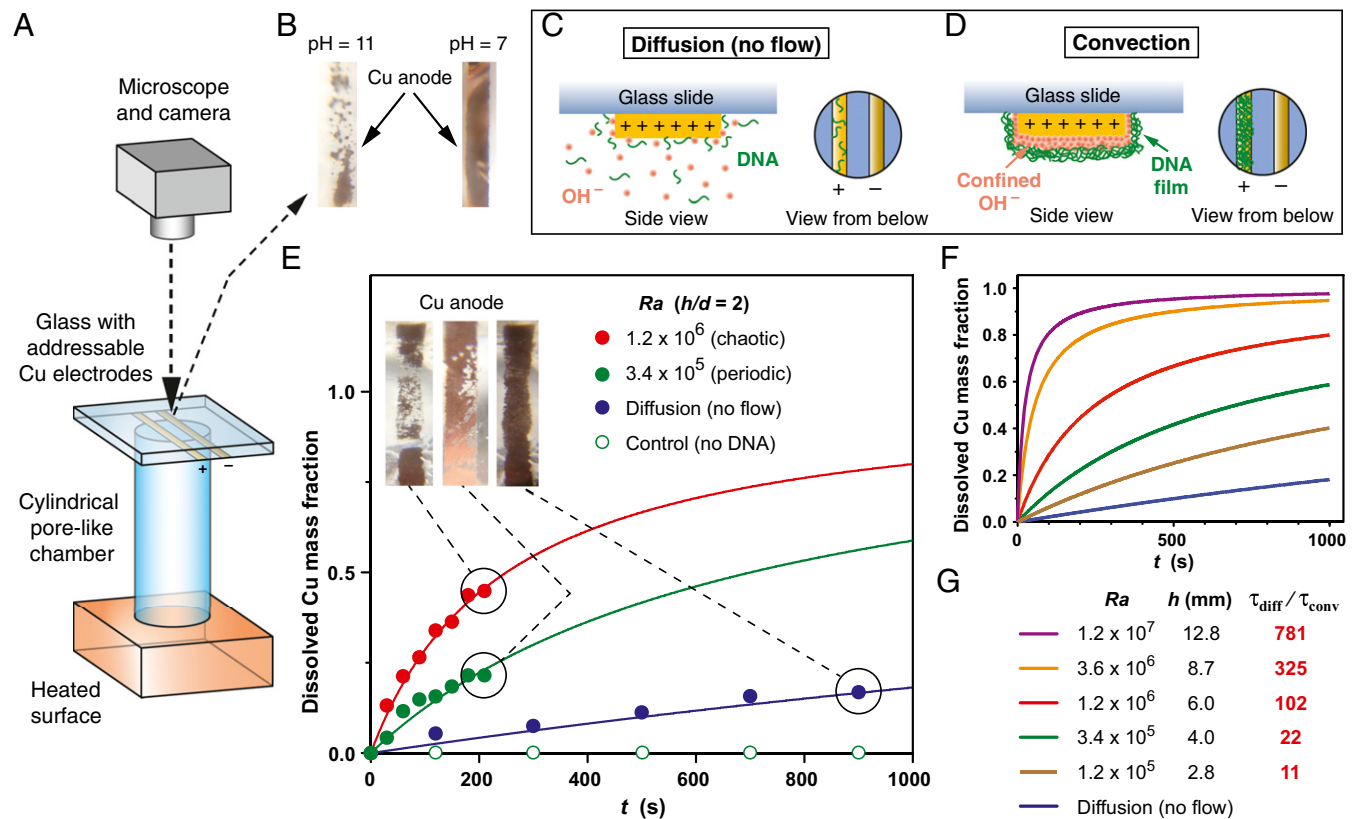 A
Microscope
and camera
Glass with
addressable
Cu electrodes
+ −
Cylindrical
pore-like
chamber
Heated
surface
B
pH = 11
pH = 7
Cu anode
C
Diffusion (no flow)
Glass slide
+ + + + + +
DNA
OH⁻
Side view
+ −
View from below
D
Convection
Glass slide
+ + + + + +
Confined
OH⁻
DNA
film
Side view
+ −
View from below
E
Cu anode
Ra (h/d = 2)
1.2 x 10⁶ (chaotic)
3.4 x 10⁵ (periodic)
Diffusion (no flow)
Control (no DNA)
Dissolved Cu mass fraction
1.0
0.5
0.0
0 200 400 600 800 1000
t (s)
F
Dissolved Cu mass fraction
1.0
0.8
0.6
0.4
0.2
0.0
0 500 1000
t (s)
G
Ra h (mm) τdiff / τconv
1.2 x 10⁷ 12.8 781
3.6 x 10⁶ 8.7 325
1.2 x 10⁶ 6.0 102
3.4 x 10⁵ 4.0 22
1.2 x 10⁵ 2.8 11
Diffusion (no flow)